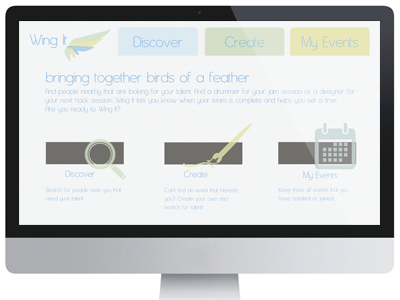 Wing It
Discover
Create
My Events
bringing together birds of a feather
Find people nearby that are looking for your talent. Find a drummer for your jam session or a designer for
your next hack session. Wing It lets you know when your team is complete and helps you set a time.
Are you ready to Wing It?
Discover
Create
My Events
Search for people near you that
need your talent.
Can't find an event that interests
you? Create your own and
search for talent!
Keep track of events that you
have created or joined.